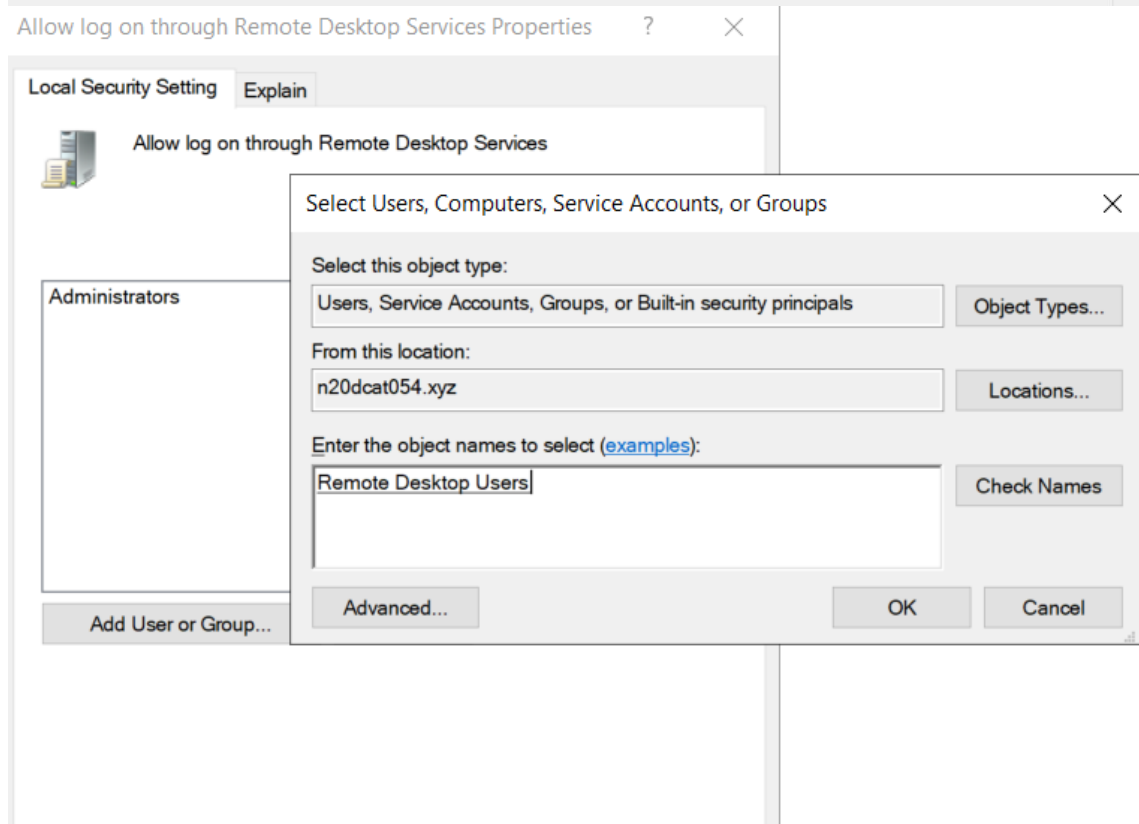 Allow log on through Remote Desktop Services Properties ?
Local Security Setting Explain
Allow log on through Remote Desktop Services
Administrators
Add User or Group...
Select Users, Computers, Service Accounts, or Groups
Select this object type:
Users, Service Accounts, Groups, or Built-in security principals
Object Types...
From this location:
n20dcat054.xyz
Locations...
Enter the object names to select (examples):
Remote Desktop Users
Check Names
Advanced...
OK
Cancel